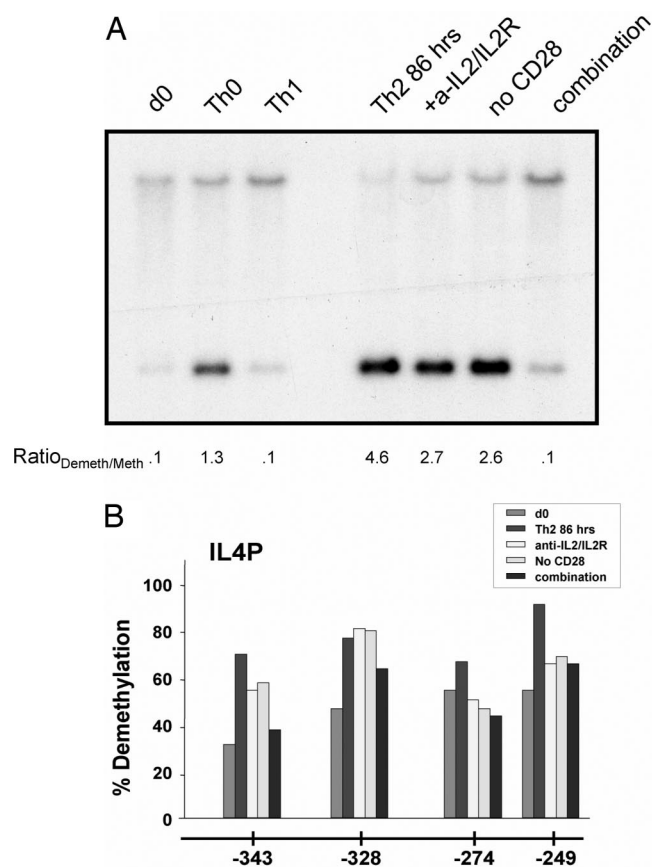 A
d0 Th0 Th1 Th2 86 hrs +a-IL2/IL2R no CD28 combination
Ratio Demeth/Meth .1 1.3 .1 4.6 2.7 2.6 .1
B
IL4P
d0
Th2 86 hrs
anti-IL2/IL2R
No CD28
combination
% Demethylation
100
80
60
40
20
0
-343 -328 -274 -249